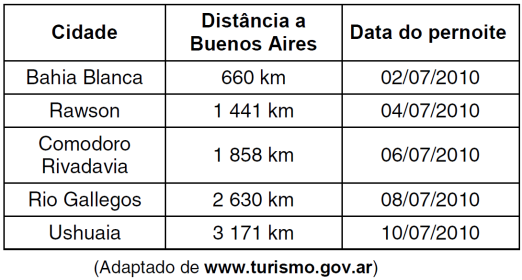 Cidade Distância a Buenos Aires Data do pernoite
Bahia Blanca 660 km 02/07/2010
Rawson 1 441 km 04/07/2010
Comodoro Rivadavia 1 858 km 06/07/2010
Rio Gallegos 2 630 km 08/07/2010
Ushuaia 3 171 km 10/07/2010
(Adaptado de www.turismo.gov.ar)